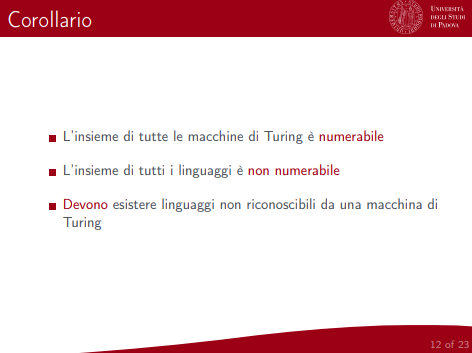 Corollario
UNIVERSITÀ
DEGLI STUDI
DI PADOVA
L'insieme di tutte le macchine di Turing è numerabile
L'insieme di tutti i linguaggi è non numerabile
Devono esistere linguaggi non riconoscibili da una macchina di
Turing
12 of 23